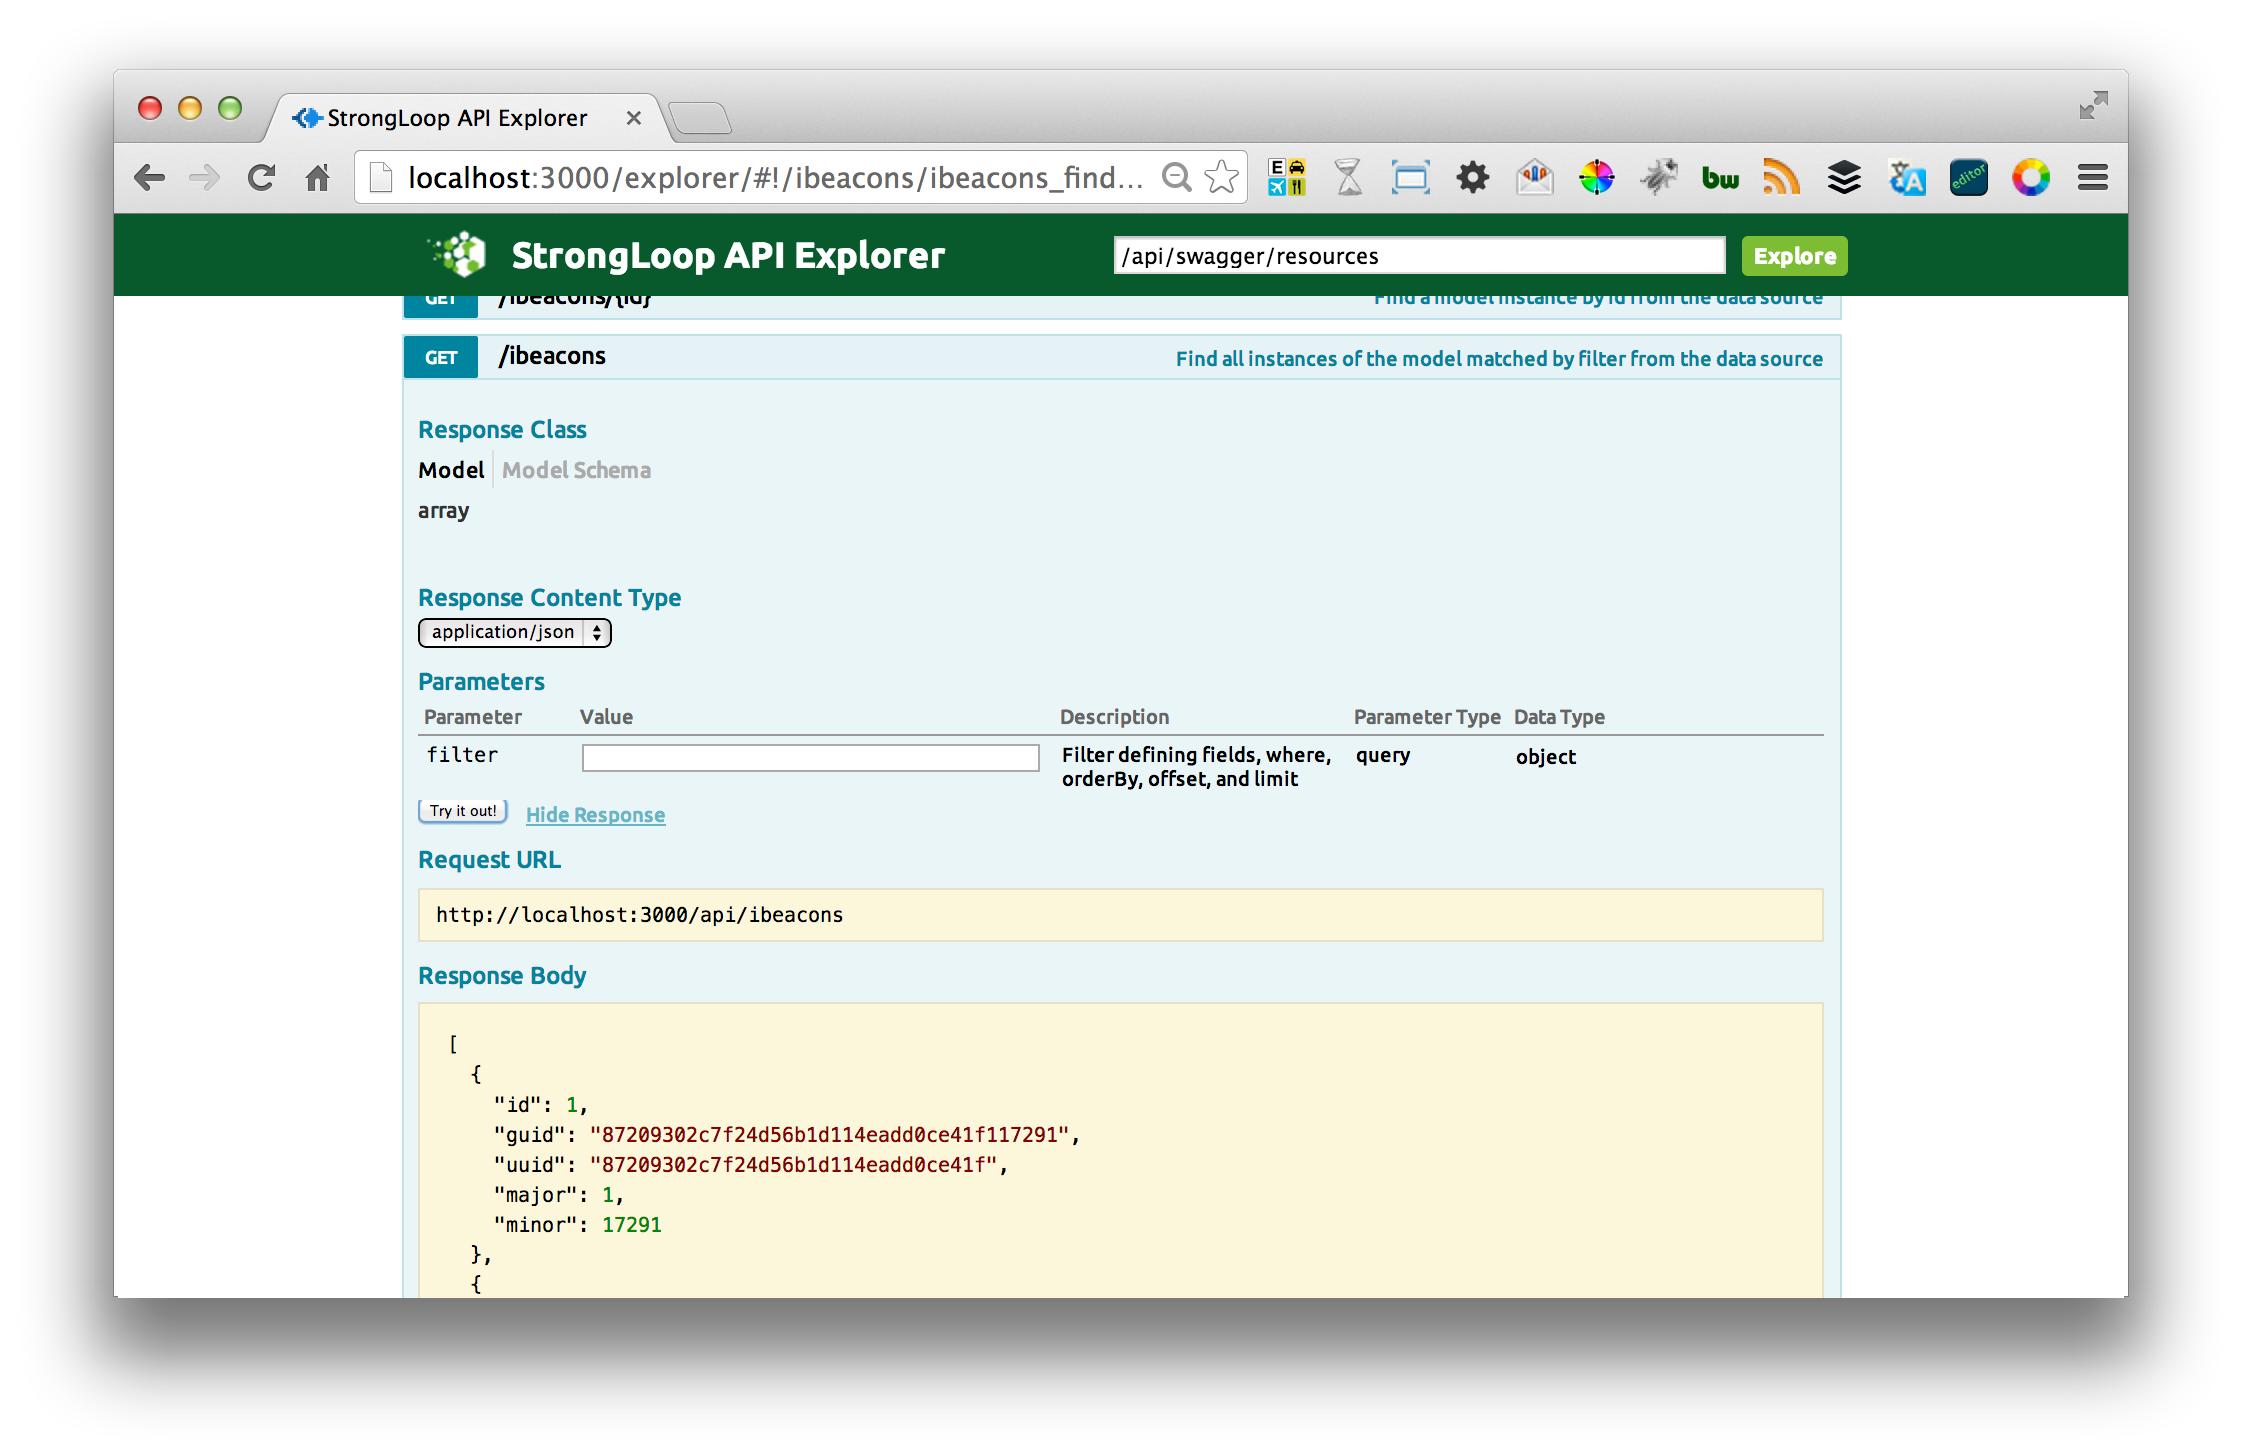 StrongLoop API Explorer
localhost:3000/explorer/#!/ibeacons/ibeacons_find...
E
bw
A
editor
StrongLoop API Explorer
/api/swagger/resources
Explore
GET /ibeacons/{id} Find a model instance by id from the data source
GET /ibeacons Find all instances of the model matched by filter from the data source
Response Class
Model Model Schema
array
Response Content Type
application/json
Parameters
Parameter Value Description Parameter Type Data Type
filter Filter defining fields, where, query object
orderBy, offset, and limit
Try it out! Hide Response
Request URL
http://localhost:3000/api/ibeacons
Response Body
[
{
"id": 1,
"guid": "87209302c7f24d56b1d114eadd0ce41f117291",
"uuid": "87209302c7f24d56b1d114eadd0ce41f",
"major": 1,
"minor": 17291
},
{